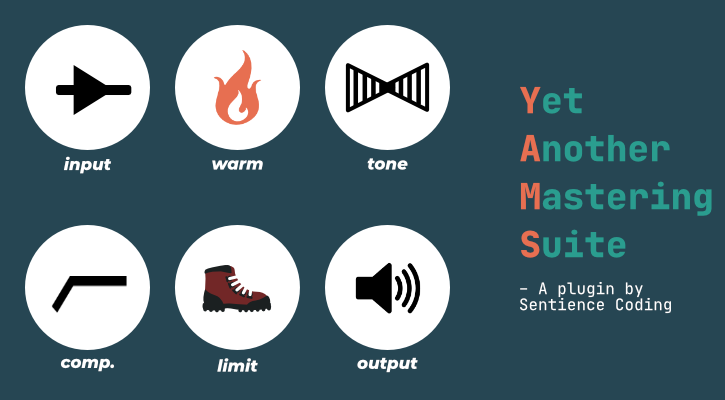 input
warm
tone
comp.
limit
output
Yet
Another
Mastering
Suite
– A plugin by
Sentience Coding